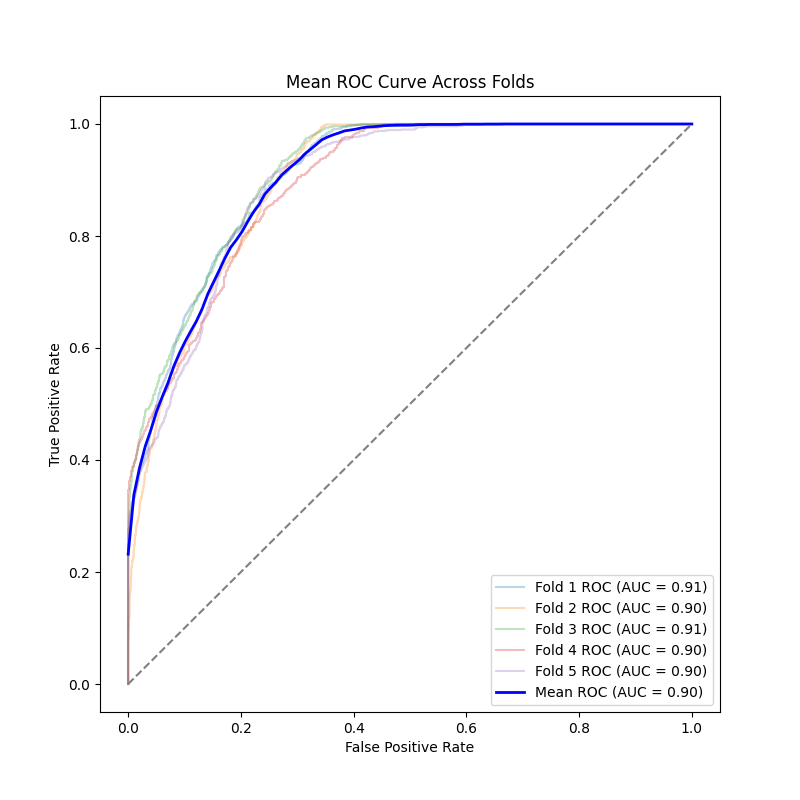 Mean ROC Curve Across Folds
True Positive Rate
1.0
0.8
0.6
0.4
0.2
0.0
Fold 1 ROC (AUC = 0.91)
Fold 2 ROC (AUC = 0.90)
Fold 3 ROC (AUC = 0.91)
Fold 4 ROC (AUC = 0.90)
Fold 5 ROC (AUC = 0.90)
Mean ROC (AUC = 0.90)
0.0 0.2 0.4 0.6 0.8 1.0
False Positive Rate